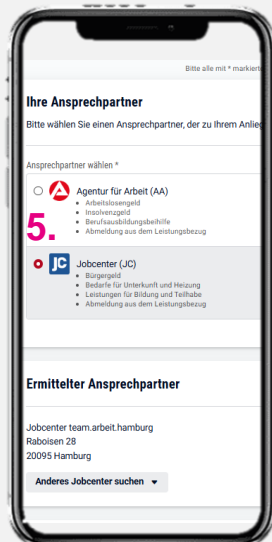 Bitte alle mit * markierte
Ihre Ansprechpartner
Bitte wählen Sie einen Ansprechpartner, der zu Ihrem Anlieg
Ansprechpartner wählen *
Agentur für Arbeit (AA)
Arbeitslosengeld
Insolvenzgeld
Berufsausbildungsbeihilfe
Abmeldung aus dem Leistungsbezug
5.
JC Jobcenter (JC)
Bürgergeld
Bedarfe für Unterkunft und Heizung
Leistungen für Bildung und Teilhabe
Abmeldung aus dem Leistungsbezug
Ermittelter Ansprechpartner
Jobcenter team.arbeit.hamburg
Raboisen 28
20095 Hamburg
Anderes Jobcenter suchen